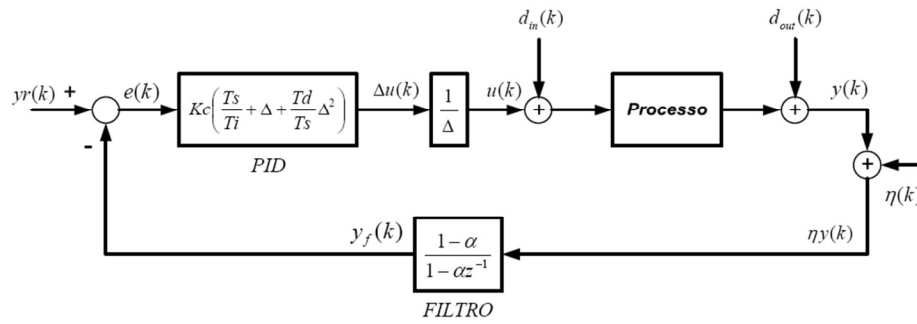 d_in(k)
d_out(k)
yr(k) +
e(k)
Kc(Ts/Ti + Δ + Td/Ts Δ²)
Δu(k)
1/Δ
u(k)
+
Processo
+
y(k)
-
PID
+
η(k)
y_f(k)
1-α / 1-αz⁻¹
ηy(k)
FILTRO